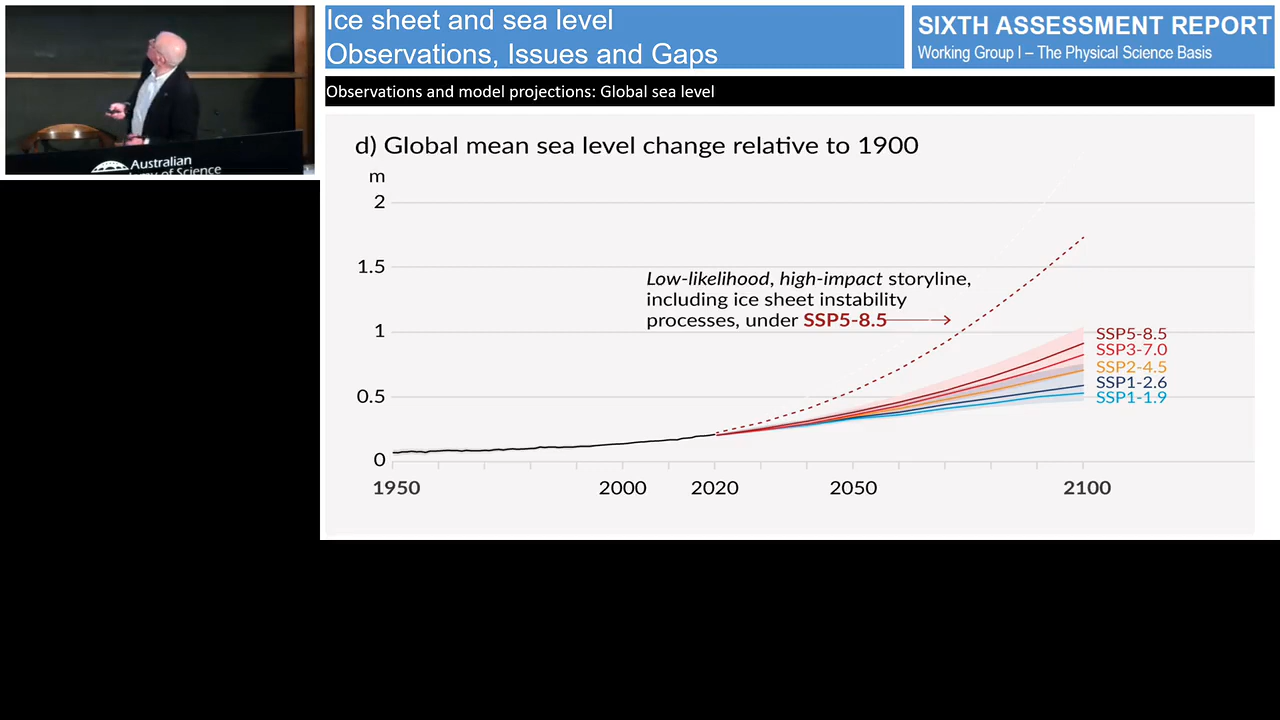 Ice sheet and sea level
Observations, Issues and Gaps
SIXTH ASSESSMENT REPORT
Working Group I – The Physical Science Basis
Observations and model projections: Global sea level
Australian
emy of Science
d) Global mean sea level change relative to 1900
m
2
1.5
1
0.5
0
Low-likelihood, high-impact storyline,
including ice sheet instability
processes, under SSP5-8.5
SSP5-8.5
SSP3-7.0
SSP2-4.5
SSP1-2.6
SSP1-1.9
1950 2000 2020 2050 2100